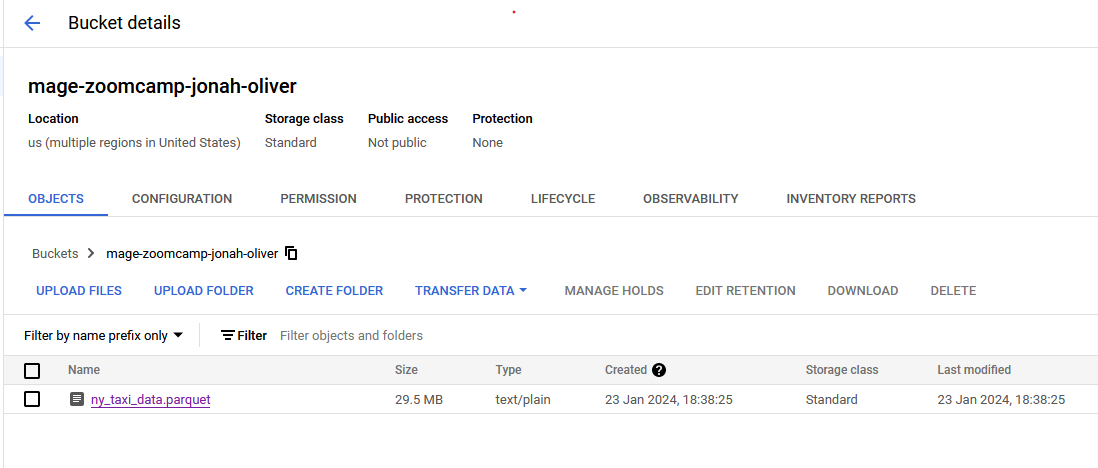 Bucket details
mage-zoomcamp-jonah-oliver
Location Storage class Public access Protection
us (multiple regions in United States) Standard Not public None
OBJECTS CONFIGURATION PERMISSION PROTECTION LIFECYCLE OBSERVABILITY INVENTORY REPORTS
Buckets > mage-zoomcamp-jonah-oliver
UPLOAD FILES UPLOAD FOLDER CREATE FOLDER TRANSFER DATA MANAGE HOLDS EDIT RETENTION DOWNLOAD DELETE
Filter by name prefix only Filter Filter objects and folders
Name Size Type Created ? Storage class Last modified
ny_taxi_data.parquet 29.5 MB text/plain 23 Jan 2024, 18:38:25 Standard 23 Jan 2024, 18:38:25